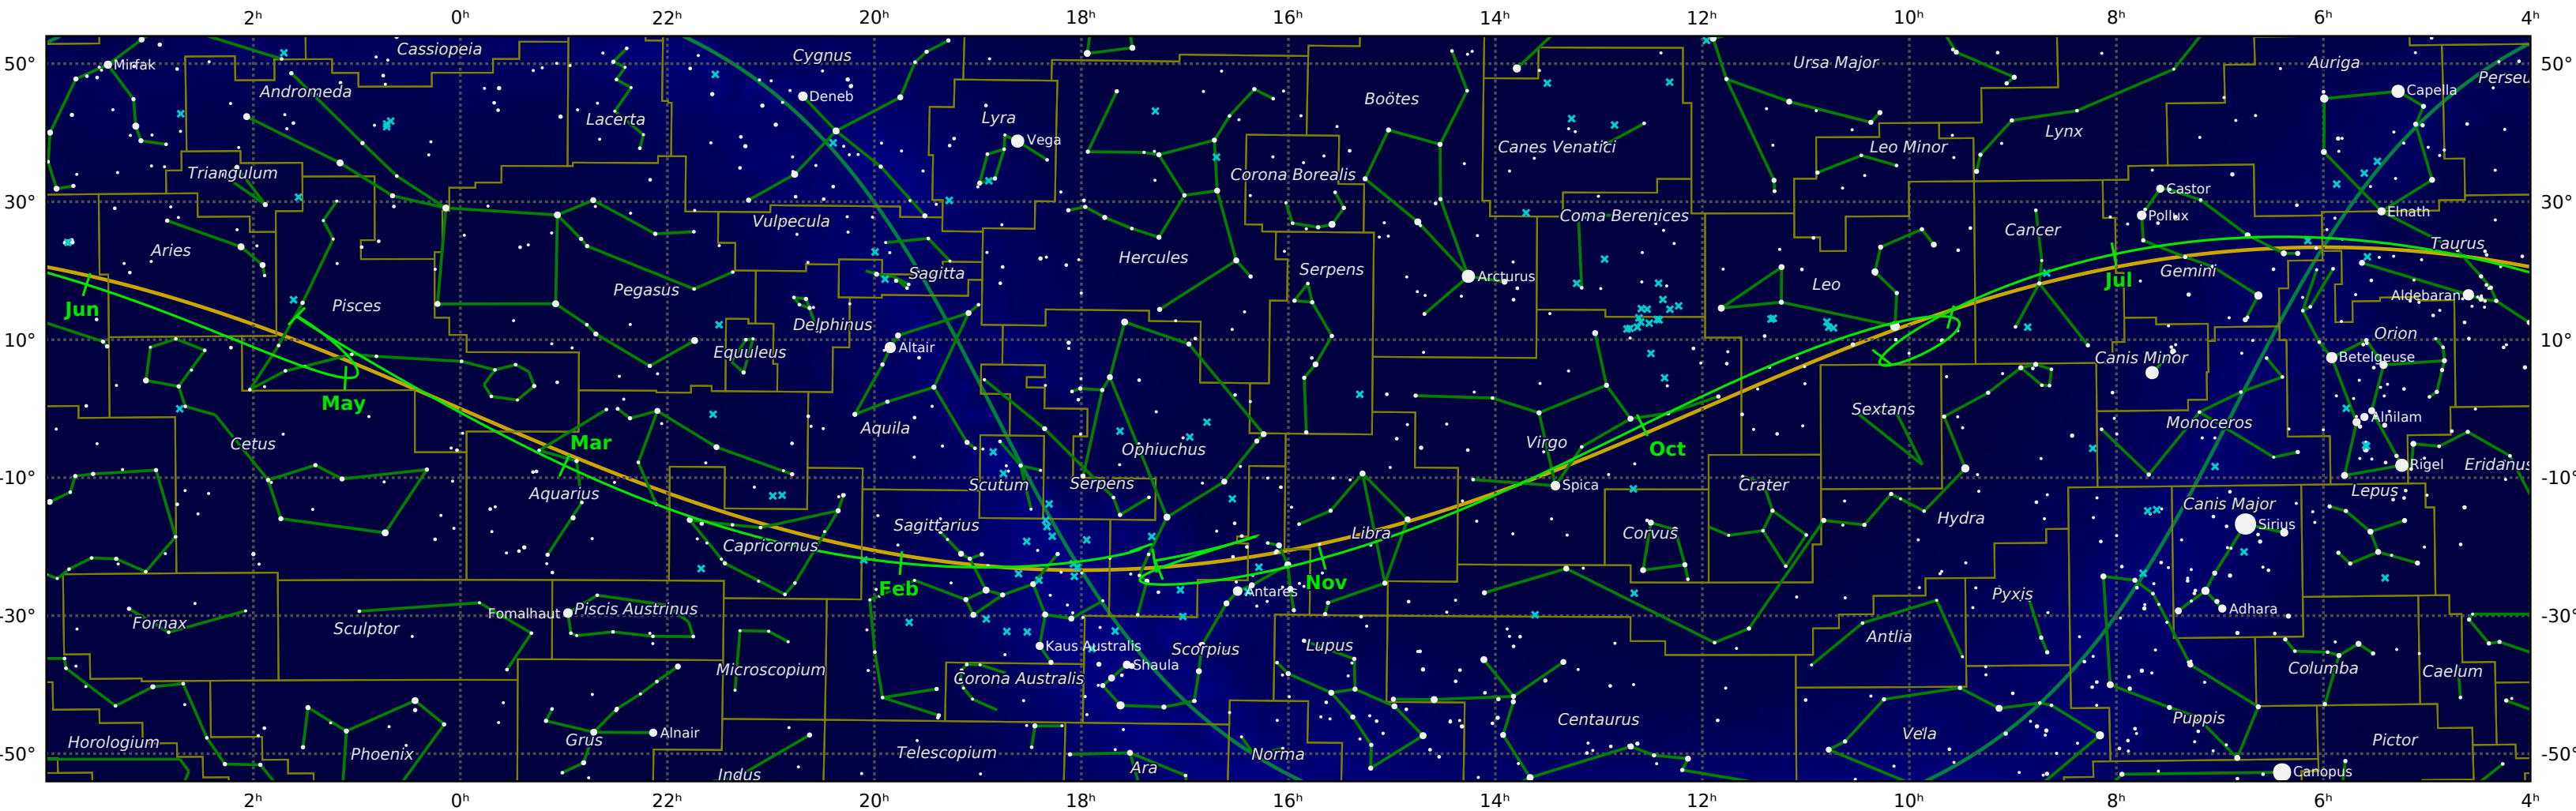 2ʰ 0ʰ 22ʰ 20ʰ 18ʰ 16ʰ 14ʰ 12ʰ 10ʰ 8ʰ 6ʰ 4ʰ
Cassiopeia
Cygnus
50°
Mirfak
Ursa Major
Auriga
50°
Andromeda
Deneb
Boötes
Capella
Perseu
Lacerta
Lyra
Vega
Canes Venatici
Leo Minor
Lynx
Triangulum
Corona Borealis
Castor
30°
Vulpecula
Coma Berenices
Pollux
Elnath
30°
Aries
Hercules
Serpens
Arcturus
Cancer
Taurus
Pegasus
Sagitta
Leo
Jul
Gemini
Jun
Pisces
Delphinus
Aldebaran
10°
Equuleus
Altair
Canis Minor
Orion
Betelgeuse
10°
May
Aquila
Sextans
Monoceros
Alnilam
Cetus
Mar
Ophiuchus
Virgo
Oct
-10°
Aquarius
Scutum
Serpens
Spica
Crater
Rigel
Eridanus
-10°
Sagittarius
Libra
Corvus
Hydra
Canis Major
Lepus
Sirius
Capricornus
Feb
Nov
Antares
-30°
Fornax
Sculptor
Fomalhaut
Piscis Austrinus
Pyxis
Adhara
-30°
Microscopium
Kaus Australis
Shaula
Scorpius
Lupus
Antlia
Columba
Caelum
Corona Australis
Horologium
Phoenix
Grus
Alnair
Telescopium
Centaurus
Vela
Puppis
Pictor
-50°
Indus
Ara
Norma
Canopus
-50°
2ʰ 0ʰ 22ʰ 20ʰ 18ʰ 16ʰ 14ʰ 12ʰ 10ʰ 8ʰ 6ʰ 4ʰ